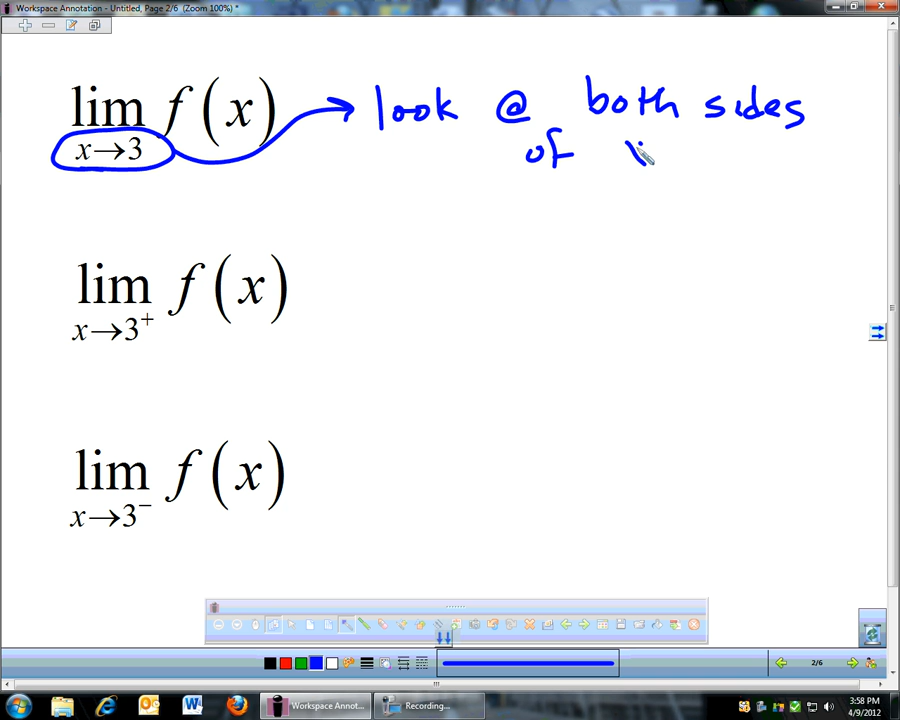 Workspace Annotation - Untitled, Page 2/6 (Zoom 100%) *
lim f(x) look @ both sides
x→3 of
lim f(x)
x→3⁺
lim f(x)
x→3⁻
2/6
Workspace Annot...
Recording...
3:58 PM
4/9/2012